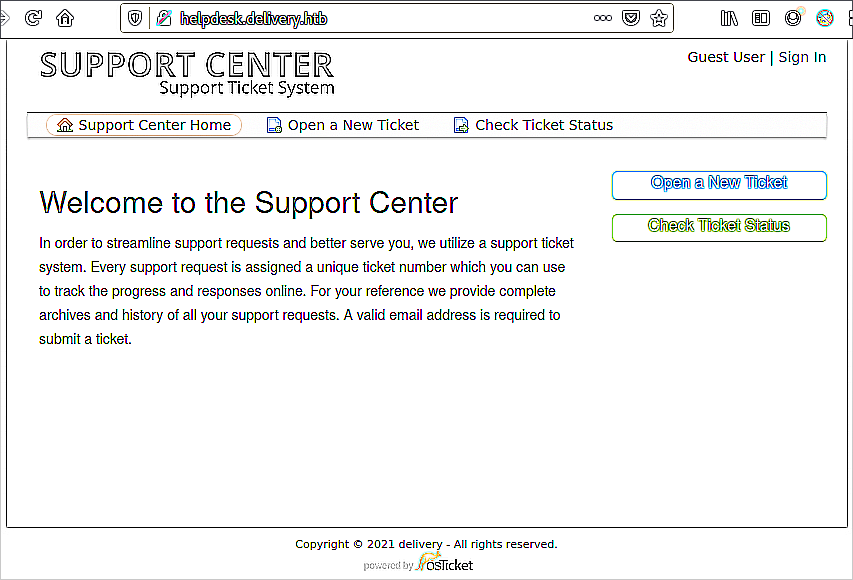 helpdesk.delivery.htb
SUPPORT CENTER
Support Ticket System
Guest User | Sign In
Support Center Home
Open a New Ticket
Check Ticket Status
Welcome to the Support Center
In order to streamline support requests and better serve you, we utilize a support ticket
system. Every support request is assigned a unique ticket number which you can use
to track the progress and responses online. For your reference we provide complete
archives and history of all your support requests. A valid email address is required to
submit a ticket.
Open a New Ticket
Check Ticket Status
Copyright © 2021 delivery - All rights reserved.
powered by osTicket